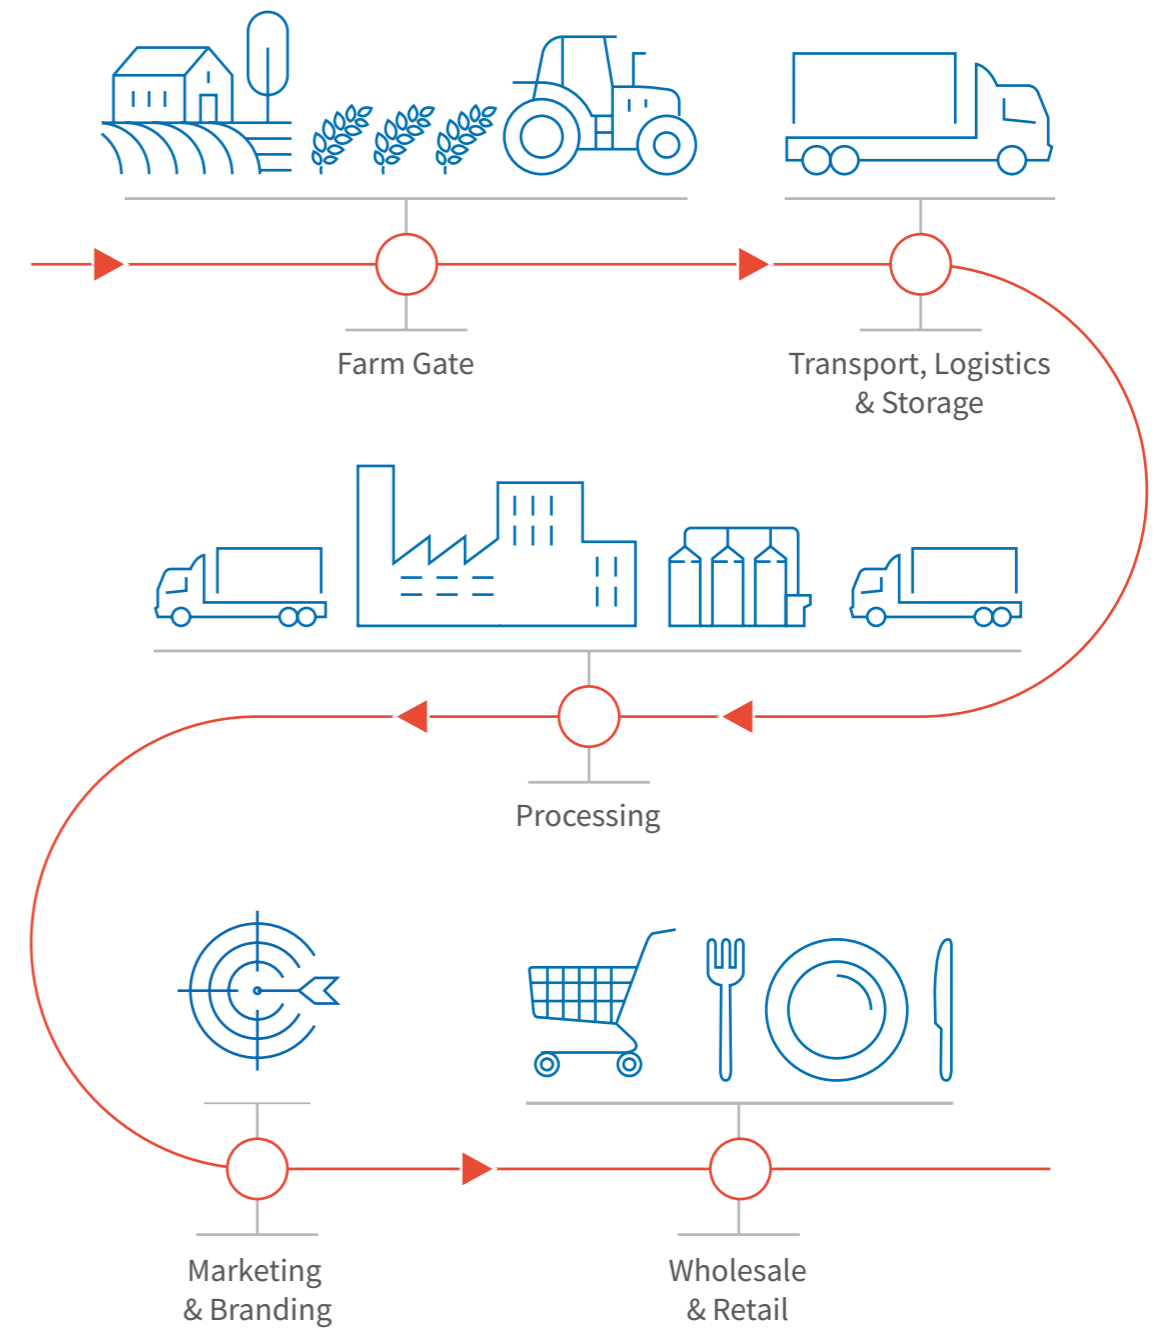 Farm Gate
Transport, Logistics
& Storage
Processing
Marketing
& Branding
Wholesale
& Retail